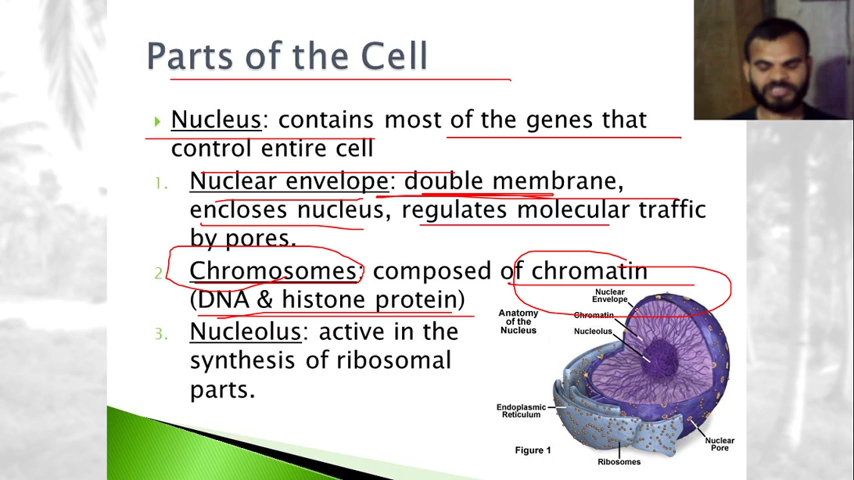 Parts of the Cell
Nucleus: contains most of the genes that
control entire cell
1. Nuclear envelope: double membrane,
encloses nucleus, regulates molecular traffic
by pores.
2. Chromosomes: composed of chromatin
(DNA & histone protein)
3. Nucleolus: active in the
synthesis of ribosomal
parts.
Anatomy
of the
Nucleus
Nuclear
Envelope
Chromatin
Nucleolus
Endoplasmic
Reticulum
Figure 1
Ribosomes
Nuclear
Pore